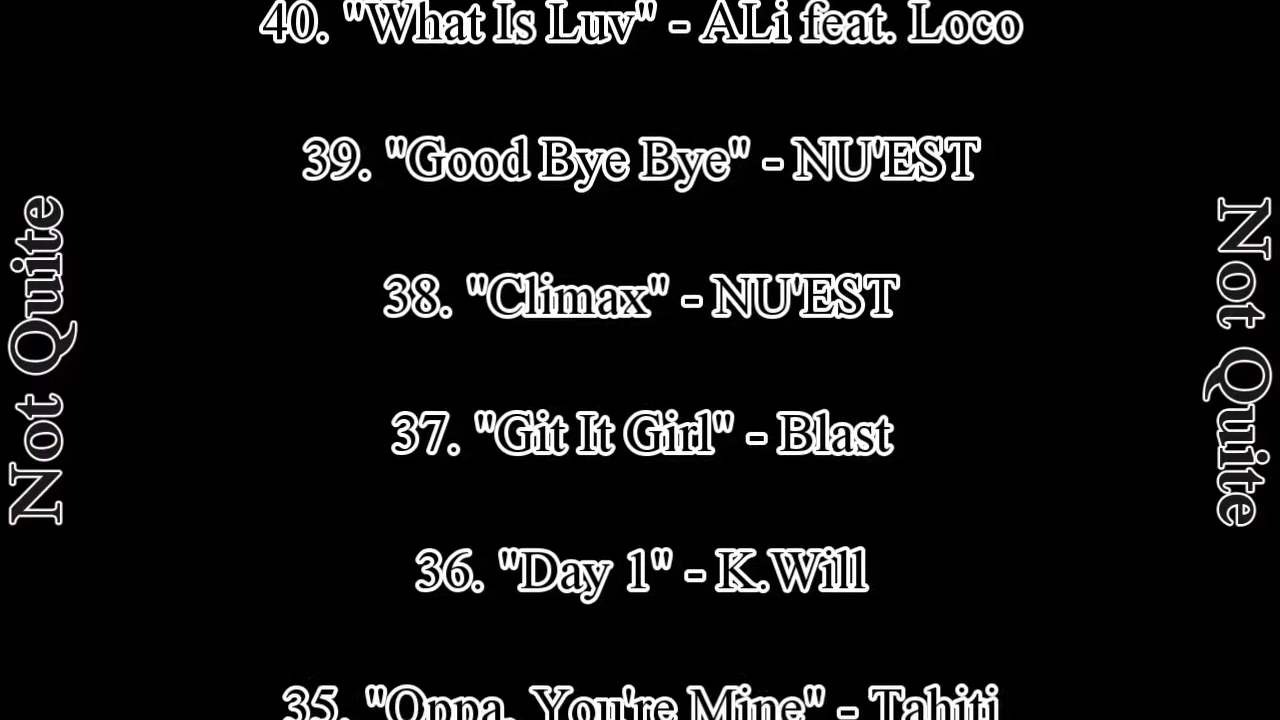 40. "What Is Luv" - ALi feat. Loco
39. "Good Bye Bye" - NU'EST
Not Quite
Not Quite
38. "Climax" - NU'EST
37. "Git It Girl" - Blast
36. "Day 1" - K.Will
35. "Oppa, You're Mine" - Tahiti